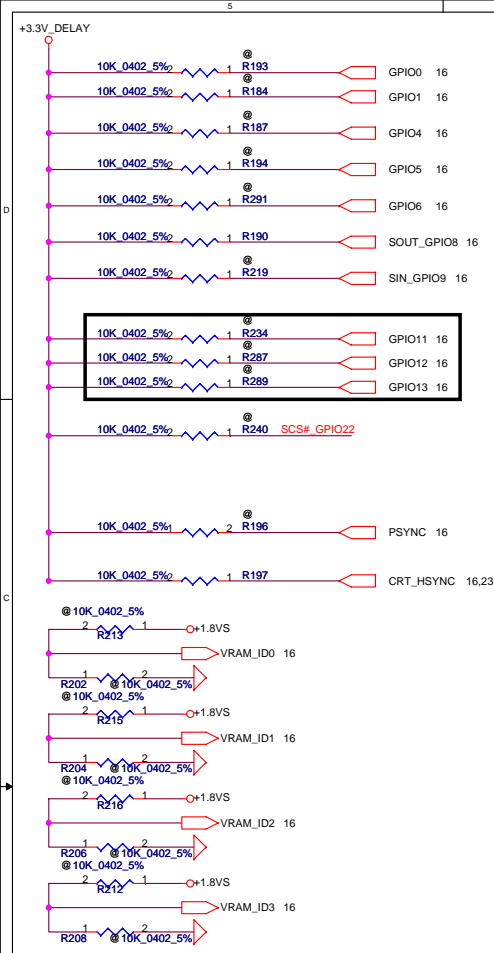 5
+3.3V_DELAY
@
10K_0402_5% 2 1 R193 GPIO0 16
@
10K_0402_5% 2 1 R184 GPIO1 16
@
10K_0402_5% 2 1 R187 GPIO4 16
@
10K_0402_5% 2 1 R194 GPIO5 16
@
10K_0402_5% 2 1 R291 GPIO6 16
D
@
10K_0402_5% 2 1 R190 SOUT_GPIO8 16
@
10K_0402_5% 2 1 R219 SIN_GPIO9 16
@
10K_0402_5% 2 1 R234 GPIO11 16
@
10K_0402_5% 2 1 R287 GPIO12 16
@
10K_0402_5% 2 1 R289 GPIO13 16
@
10K_0402_5% 2 1 R240 SCS#_GPIO22
@
10K_0402_5% 1 2 R196 PSYNC 16
10K_0402_5% 2 1 R197 CRT_HSYNC 16,23
C
@10K_0402_5%
2 1 +1.8VS
R213
VRAM_ID0 16
1 2
R202 @10K_0402_5%
@10K_0402_5%
2 1 +1.8VS
R215
VRAM_ID1 16
1 2
R204 @10K_0402_5%
@10K_0402_5%
2 1 +1.8VS
R216
VRAM_ID2 16
1 2
R206 @10K_0402_5%
@10K_0402_5%
2 1 +1.8VS
R212
VRAM_ID3 16
1 2
R208 @10K_0402_5%